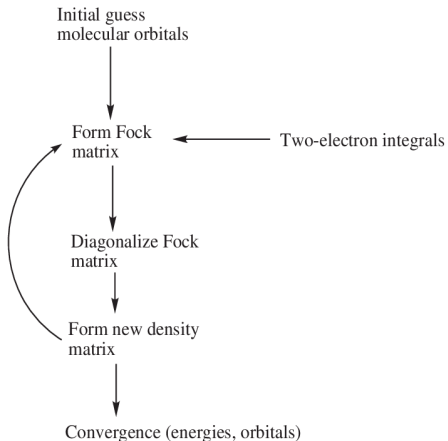 Initial guess
molecular orbitals
Form Fock
matrix
Two-electron integrals
Diagonalize Fock
matrix
Form new density
matrix
Convergence (energies, orbitals)